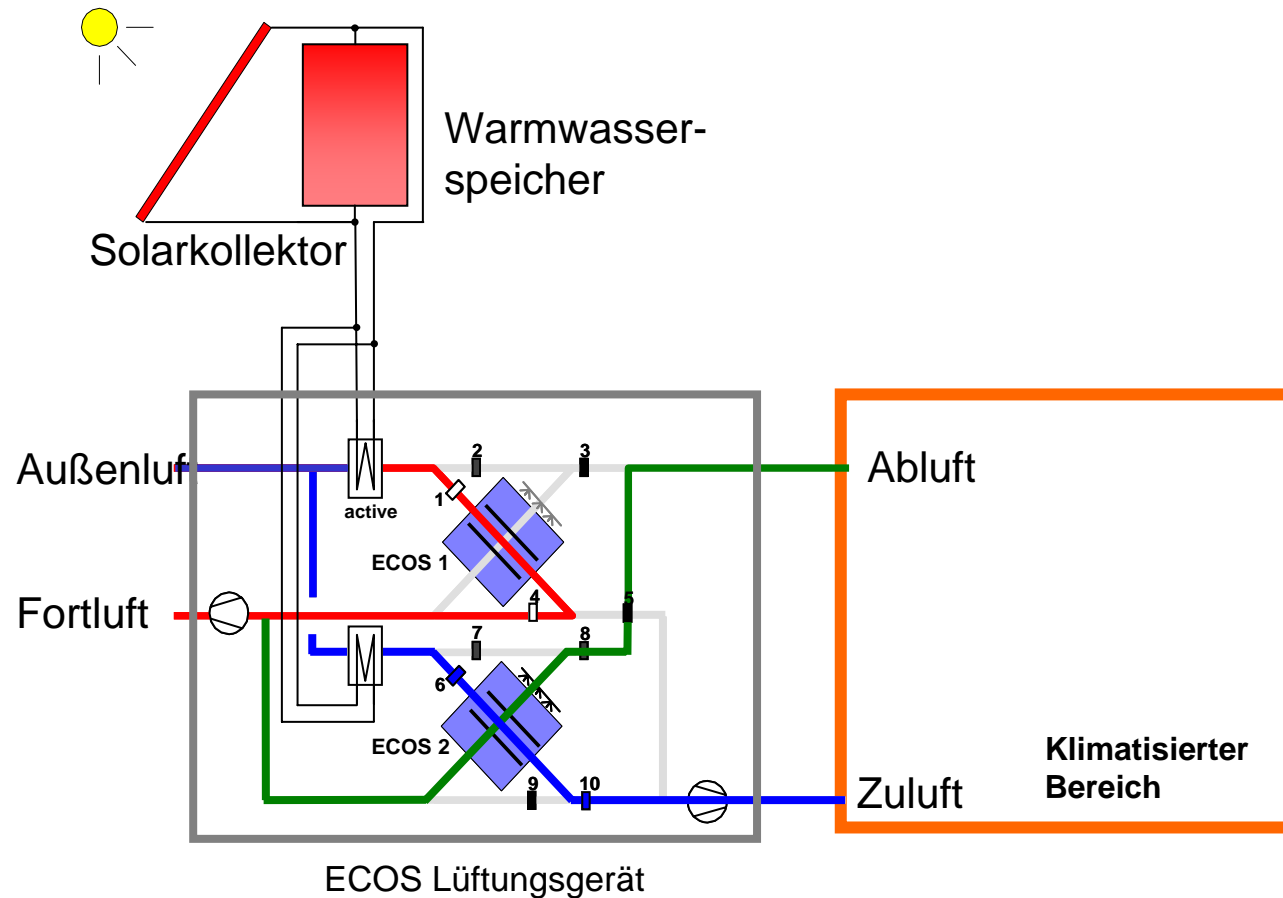 Warmwasser-
speicher
Solarkollektor
Außenluf
Abluft
2
3
1
active
ECOS 1
Fortluft
4
5
7
8
6
ECOS 2
9
10
Zuluft
Klimatisierter
Bereich
ECOS Lüftungsgerät